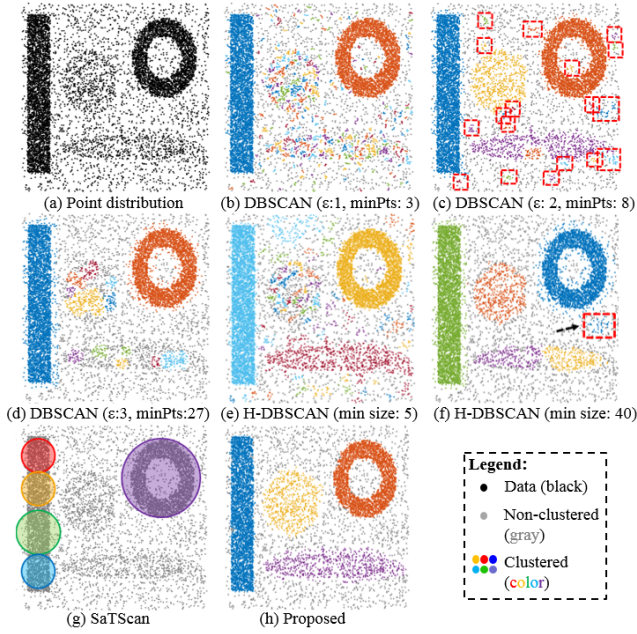 (a) Point distribution
(b) DBSCAN (ε:1, minPts: 3)
(c) DBSCAN (ε: 2, minPts: 8)
(d) DBSCAN (ε:3, minPts:27)
(e) H-DBSCAN (min size: 5)
(f) H-DBSCAN (min size: 40)
(g) SaTScan
(h) Proposed
Legend:
Data (black)
Non-clustered
(gray)
Clustered
(color)